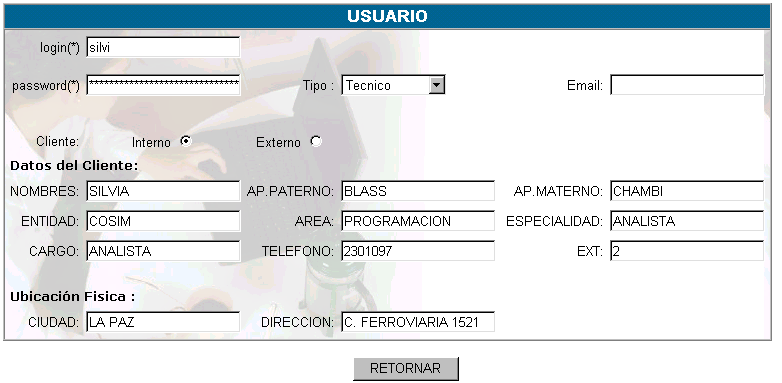 USUARIO
login(*) silvi
password(*) ****************************** Tipo : Tecnico Email:
Cliente: Interno Externo
Datos del Cliente:
NOMBRES: SILVIA AP.PATERNO: BLASS AP.MATERNO: CHAMBI
ENTIDAD: COSIM AREA: PROGRAMACION ESPECIALIDAD: ANALISTA
CARGO: ANALISTA TELEFONO: 2301097 EXT: 2
Ubicación Fisica :
CIUDAD: LA PAZ DIRECCION: C. FERROVIARIA 1521
RETORNAR